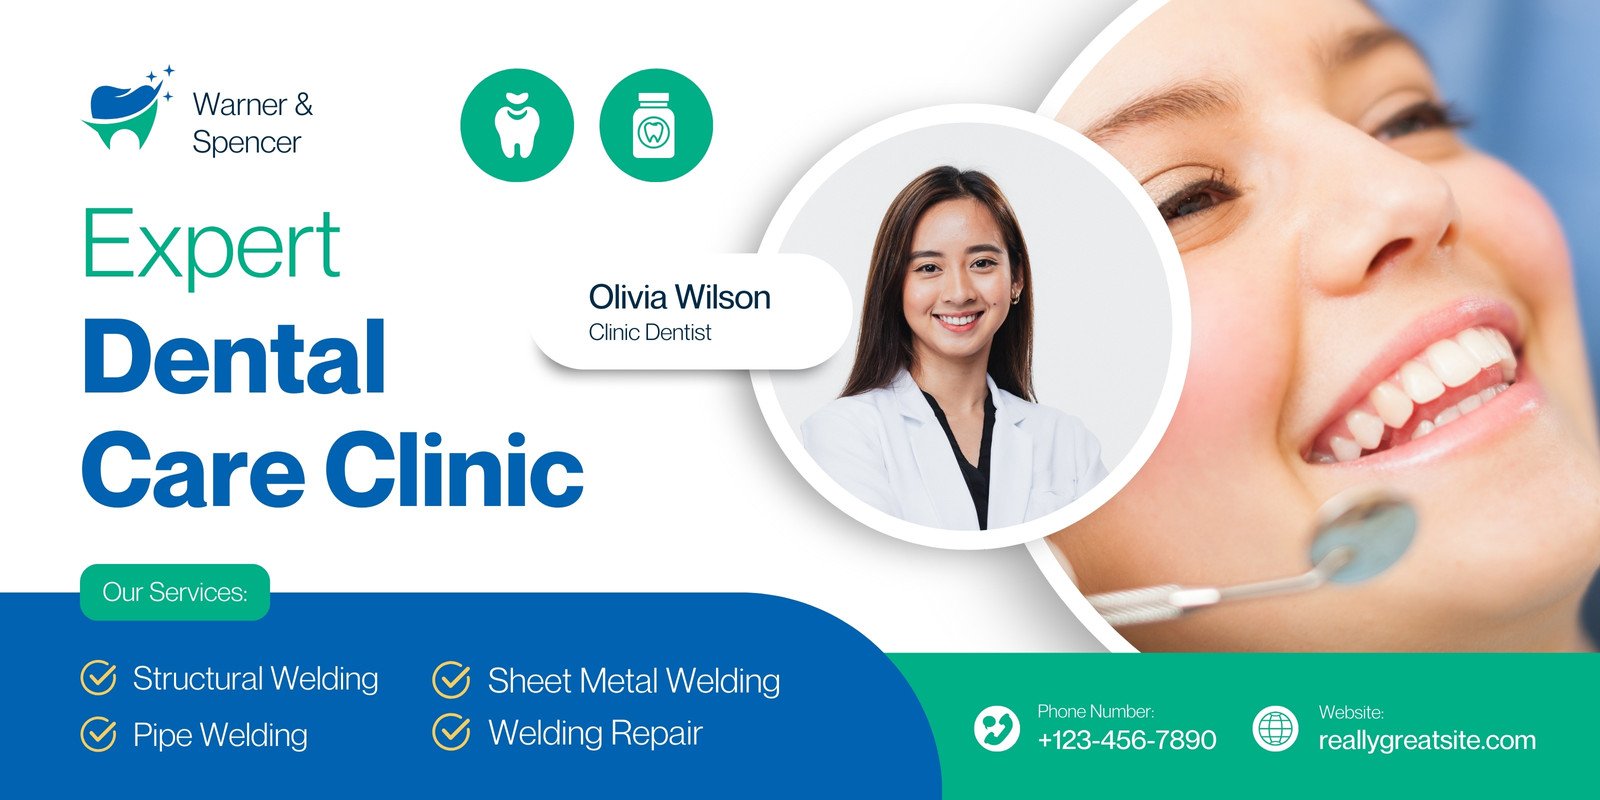 Warner &
Spencer
Expert
Dental
Care Clinic
Olivia Wilson
Clinic Dentist
Our Services:
Structural Welding
Pipe Welding
Sheet Metal Welding
Welding Repair
Phone Number:
+123-456-7890
Website:
reallygreatsite.com